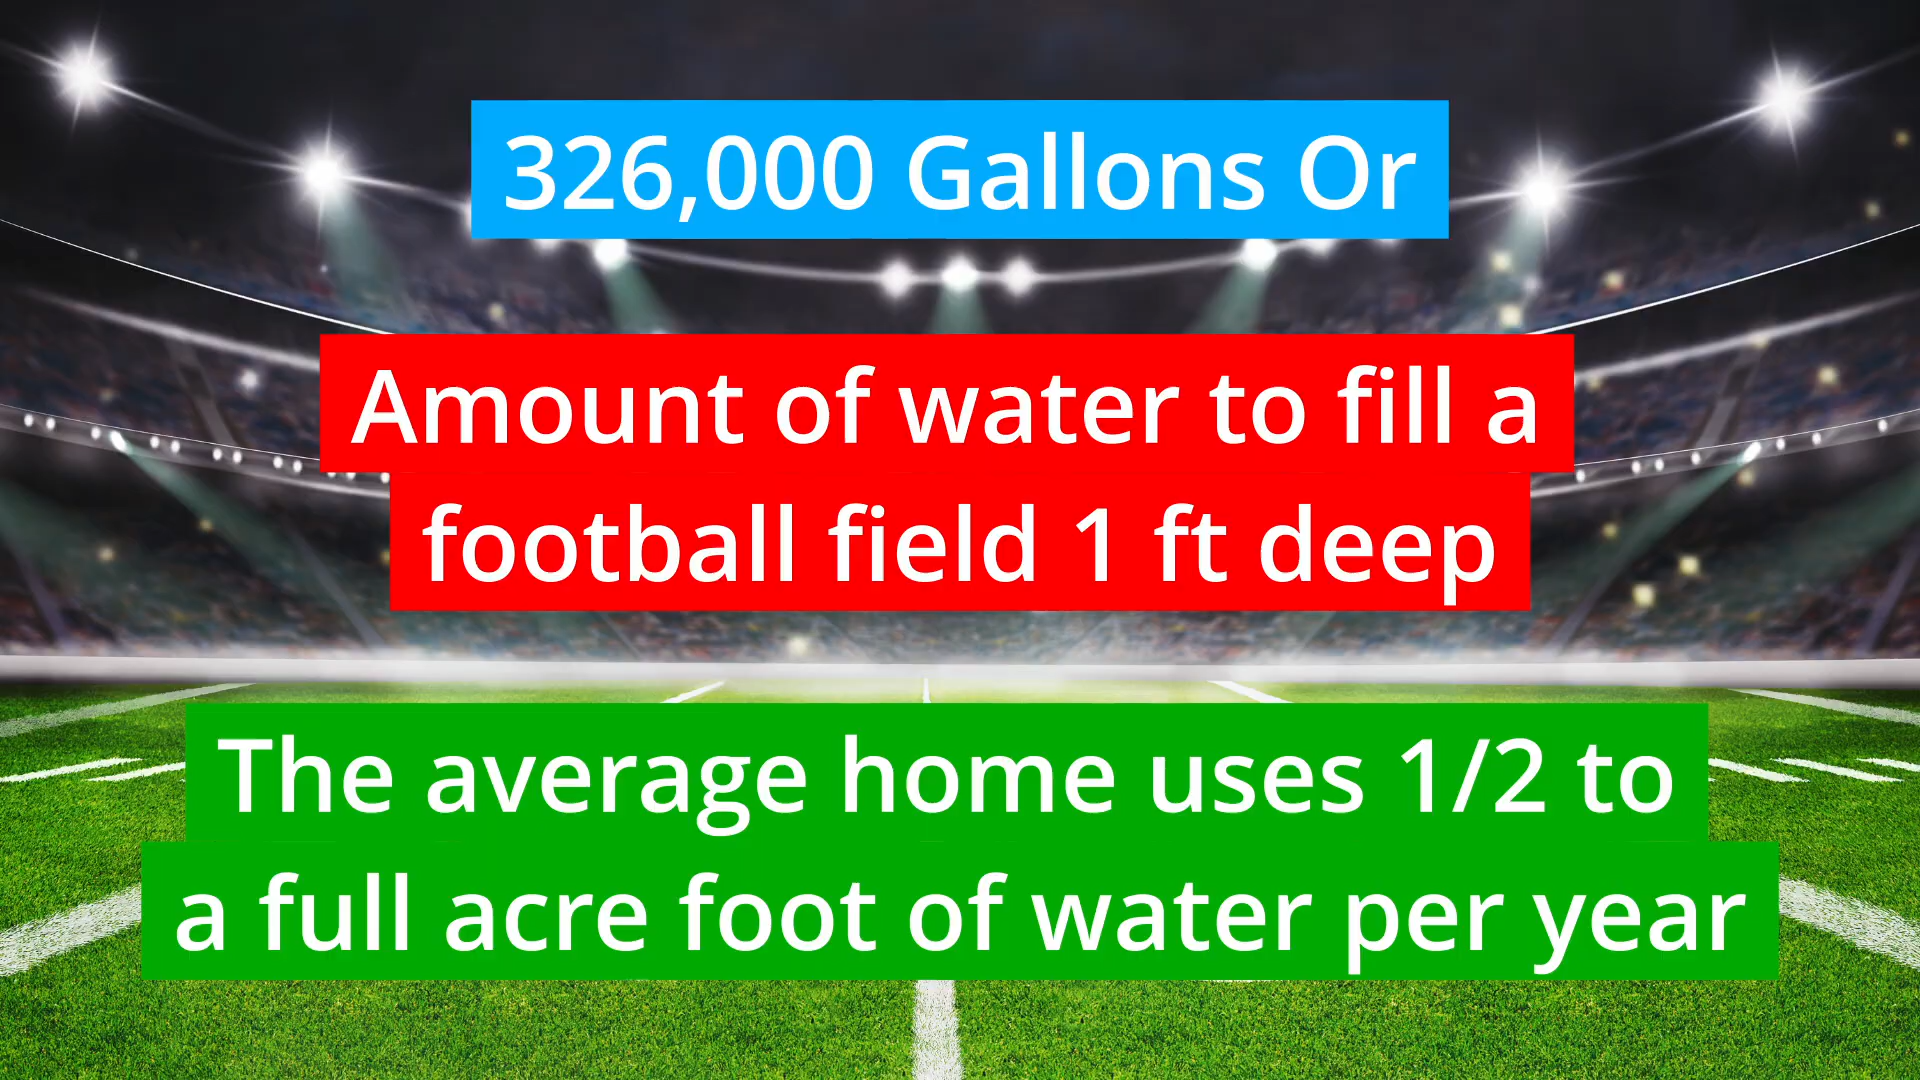 326,000 Gallons Or
Amount of water to fill a
football field 1 ft deep
The average home uses 1/2 to
a full acre foot of water per year